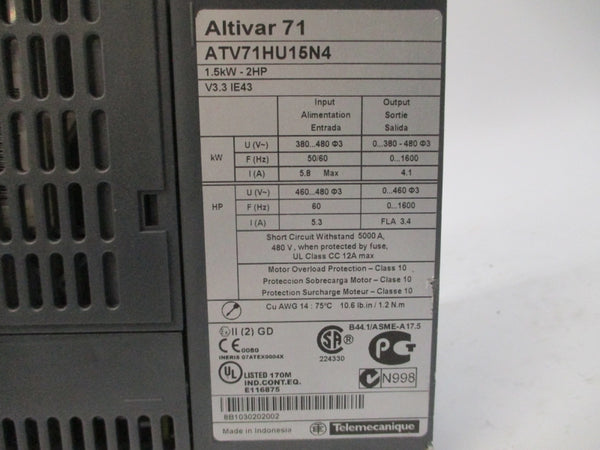 Altivar 71
ATV71HU15N4
1.5kW - 2HP
V3.3 IE43
Input Output
Alimentation Sortie
Entrada Salida
kW U (V~) 380...480 Φ3 0...380 - 480 Φ3
F (Hz) 50/60 0...1600
I (A) 5.8 Max 4.1
HP U (V~) 460...480 Φ3 0...460 Φ3
F (Hz) 60 0...1600
I (A) 5.3 FLA 3.4
Short Circuit Withstand 5000 A,
480 V, when protected by fuse,
UL Class CC 12A max
Motor Overload Protection - Class 10
Proteccion Sobrecarga Motor - Clase 10
Protection Surcharge Moteur - Classe 10
Cu AWG 14 : 75°C 10.6 lb.in / 1.2 N.m
Ex II (2) GD
CE 0080
INERIS 07ATEX0004X
SA
224330
B44.1/ASME-A17.5
PCT
UL LISTED 170M
IND.CONT.EQ.
E116875
N998
8B1030202002
Made in Indonesia
Telemecanique